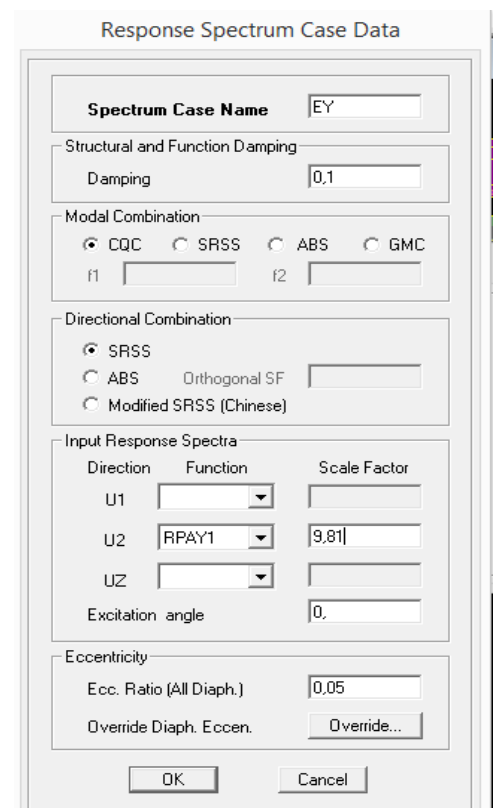 Response Spectrum Case Data
Spectrum Case Name EY
Structural and Function Damping
Damping 0,1
Modal Combination
CQC SRSS ABS GMC
f1 f2
Directional Combination
SRSS
ABS Orthogonal SF
Modified SRSS (Chinese)
Input Response Spectra
Direction Function Scale Factor
U1
U2 RPAY1 9,81
UZ
Excitation angle 0,
Eccentricity
Ecc. Ratio (All Diaph.) 0,05
Override Diaph. Eccen. Override...
OK Cancel